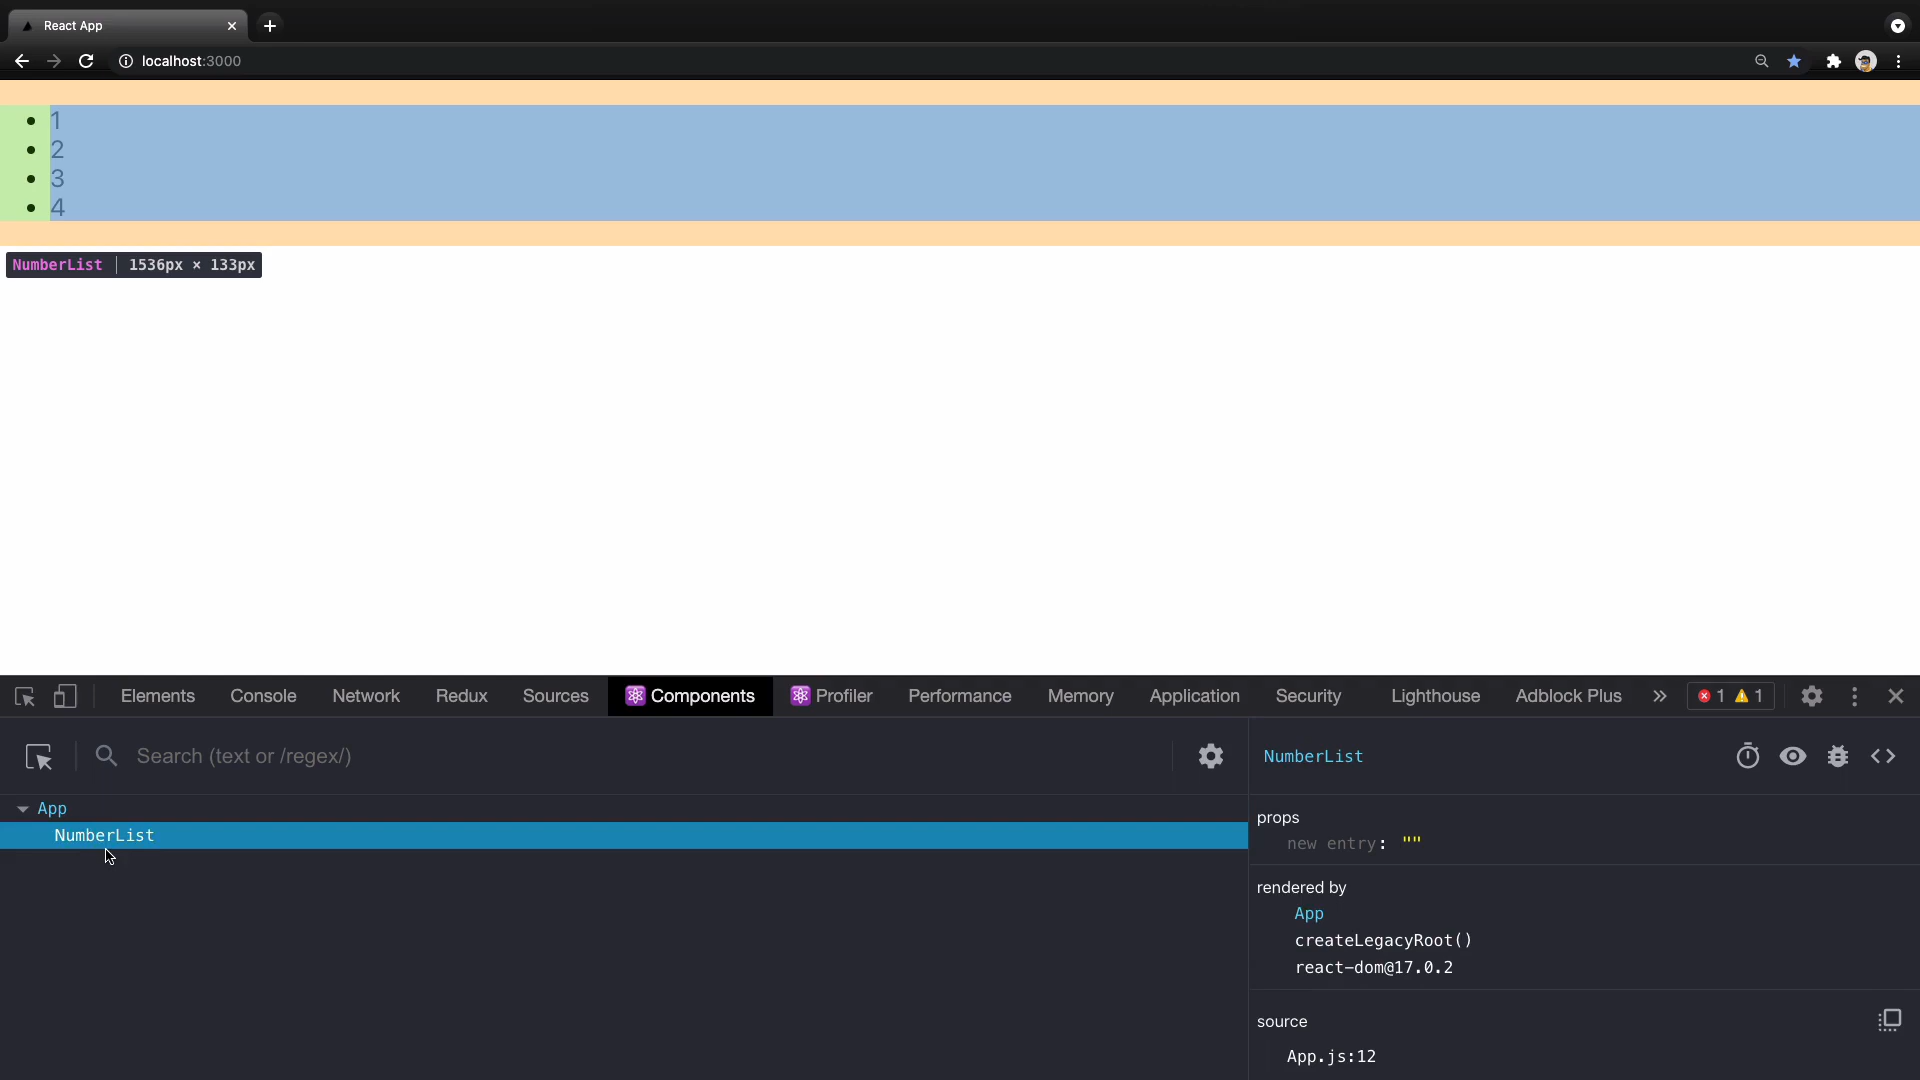 React App
localhost:3000
1
2
3
4
NumberList 1536px × 133px
Elements Console Network Redux Sources Components Profiler Performance Memory Application Security Lighthouse Adblock Plus » 1 1
Search (text or /regex/)
App
NumberList
NumberList
props
new entry: ""
rendered by
App
createLegacyRoot()
react-dom@17.0.2
source
App.js:12